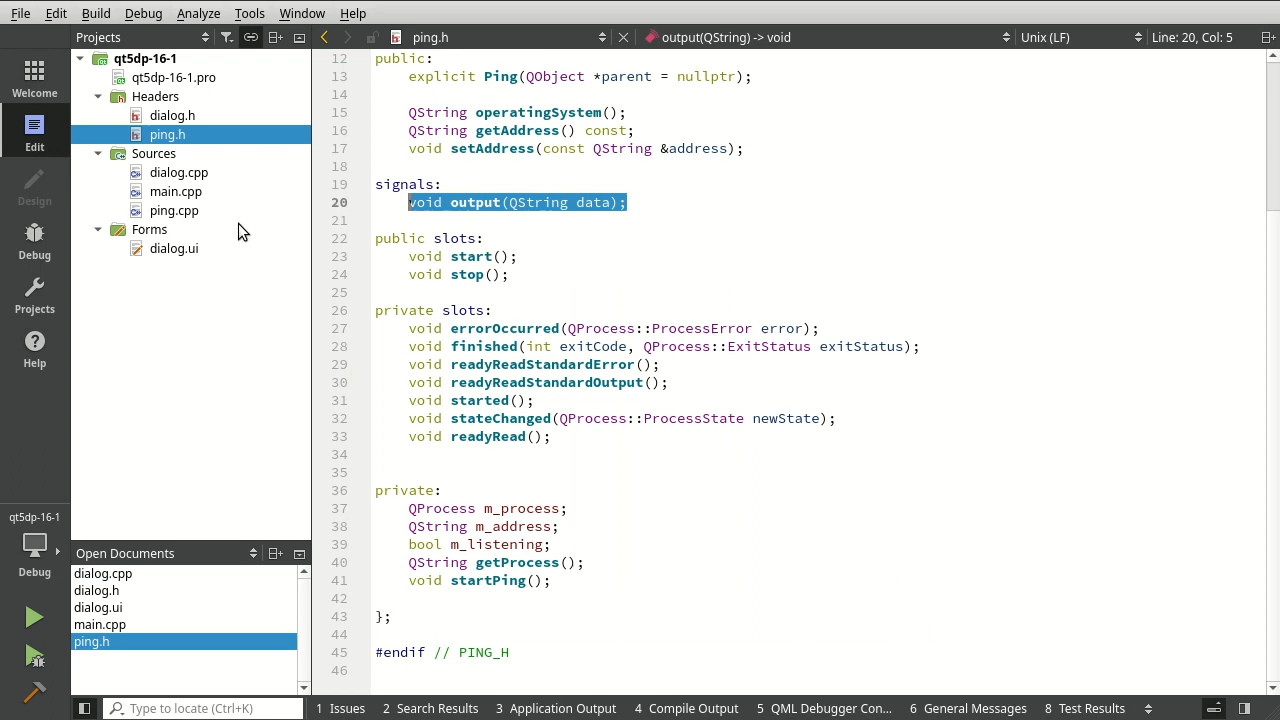 File Edit Build Debug Analyze Tools Window Help
Projects
ping.h
output(QString) -> void
Unix (LF)
Line: 20, Col: 5
Welcome
Edit
Design
Debug
Projects
Help
qt5dp-16-1
Debug
qt5dp-16-1
qt5dp-16-1.pro
Headers
dialog.h
ping.h
Sources
dialog.cpp
main.cpp
ping.cpp
Forms
dialog.ui
Open Documents
dialog.cpp
dialog.h
dialog.ui
main.cpp
ping.h
12 public:
13 explicit Ping(QObject *parent = nullptr);
14
15 QString operatingSystem();
16 QString getAddress() const;
17 void setAddress(const QString &address);
18
19 signals:
20 void output(QString data);
21
22 public slots:
23 void start();
24 void stop();
25
26 private slots:
27 void errorOccurred(QProcess::ProcessError error);
28 void finished(int exitCode, QProcess::ExitStatus exitStatus);
29 void readyReadStandardError();
30 void readyReadStandardOutput();
31 void started();
32 void stateChanged(QProcess::ProcessState newState);
33 void readyRead();
34
35
36 private:
37 QProcess m_process;
38 QString m_address;
39 bool m_listening;
40 QString getProcess();
41 void startPing();
42
43 };
44
45 #endif // PING_H
46
Type to locate (Ctrl+K)
1 Issues 2 Search Results 3 Application Output 4 Compile Output 5 QML Debugger Con... 6 General Messages 8 Test Results